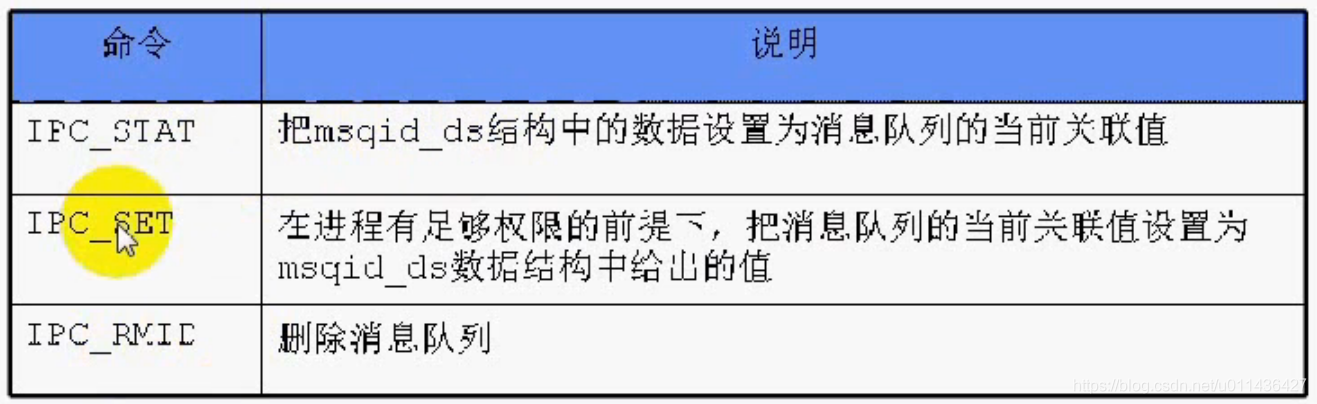 命令
说明
IPC_STAT
把msqid_ds结构中的数据设置为消息队列的当前关联值
IPC_SET
在进程有足够权限的前提下，把消息队列的当前关联值设置为
msqid_ds数据结构中给出的值
IPC_RMID
删除消息队列
https://blog.csdn.net/u011436427